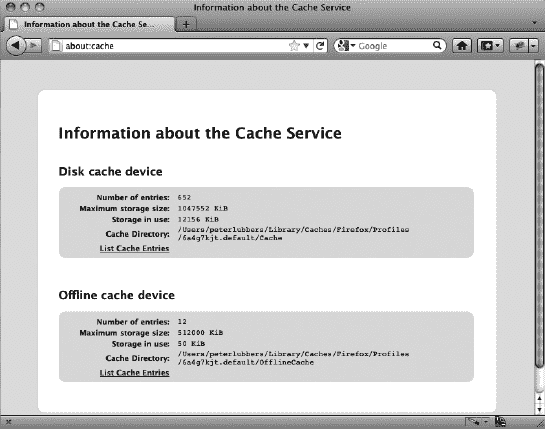 Information about the Cache Service
Information about the Cache Se...
about:cache
Google
Information about the Cache Service
Disk cache device
Number of entries: 652
Maximum storage size: 1047552 KiB
Storage in use: 12156 KiB
Cache Directory: /Users/peterlubbers/Library/Caches/Firefox/Profiles
/6a4g7kjt.default/Cache
List Cache Entries
Offline cache device
Number of entries: 12
Maximum storage size: 512000 KiB
Storage in use: 50 KiB
Cache Directory: /Users/peterlubbers/Library/Caches/Firefox/Profiles
/6a4g7kjt.default/OfflineCache
List Cache Entries